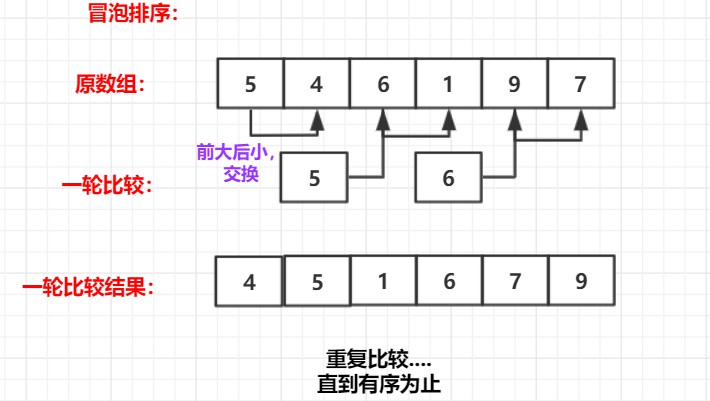 冒泡排序：
原数组： 5 4 6 1 9 7
前大后小，
交换
一轮比较： 5 6
一轮比较结果： 4 5 1 6 7 9
重复比较....
直到有序为止